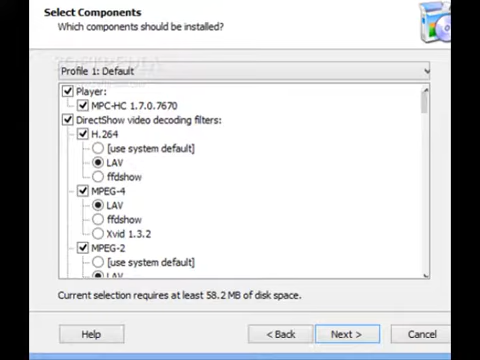 Select Components
Which components should be installed?
Profile 1: Default
Player:
MPC-HC 1.7.0.7670
DirectShow video decoding filters:
H.264
[use system default]
LAV
ffdshow
MPEG-4
LAV
ffdshow
Xvid 1.3.2
MPEG-2
[use system default]
LAV
Current selection requires at least 58.2 MB of disk space.
Help
< Back
Next >
Cancel